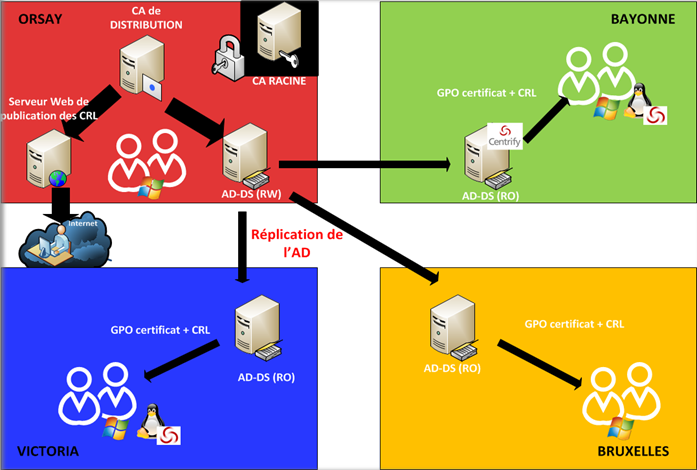 ORSAY
CA de
DISTRIBUTION
CA RACINE
Serveur Web de
publication des CRL
AD-DS (RW)
Internet
BAYONNE
GPO certificat + CRL
Centrify
AD-DS (RO)
Réplication de
l'AD
GPO certificat + CRL
AD-DS (RO)
VICTORIA
GPO certificat + CRL
AD-DS (RO)
BRUXELLES